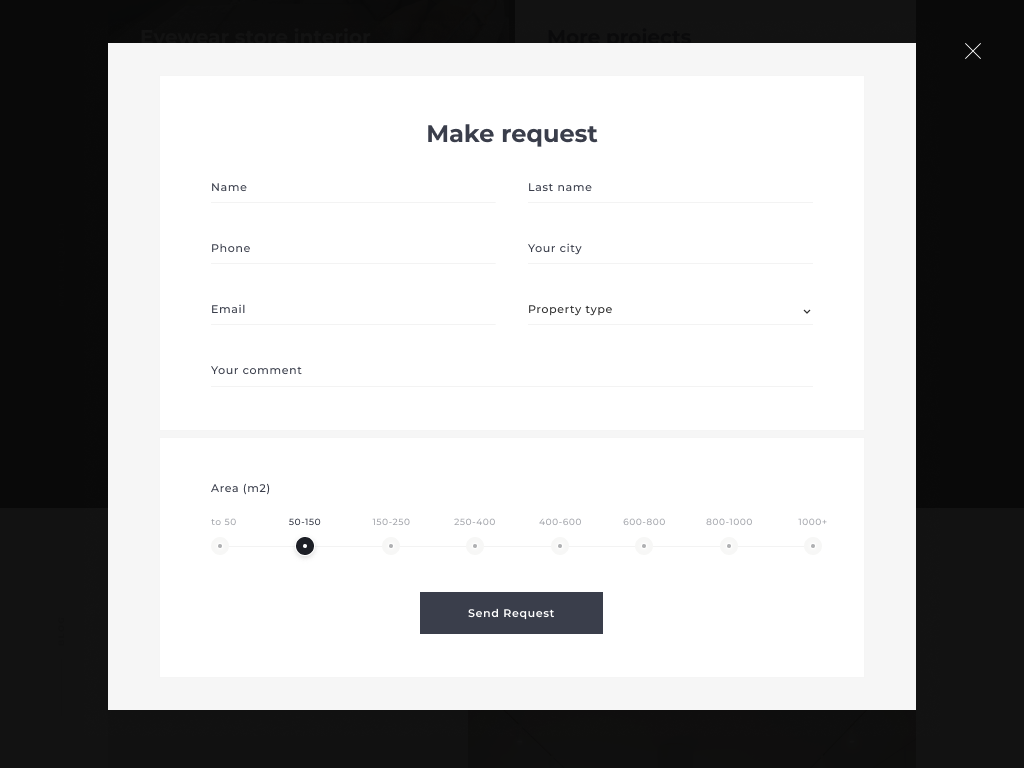 Eyewear store interior
More projects
Make request
Name
Last name
Phone
Your city
Email
Property type
Your comment
Area (m2)
to 50
50-150
150-250
250-400
400-600
600-800
800-1000
1000+
Send Request